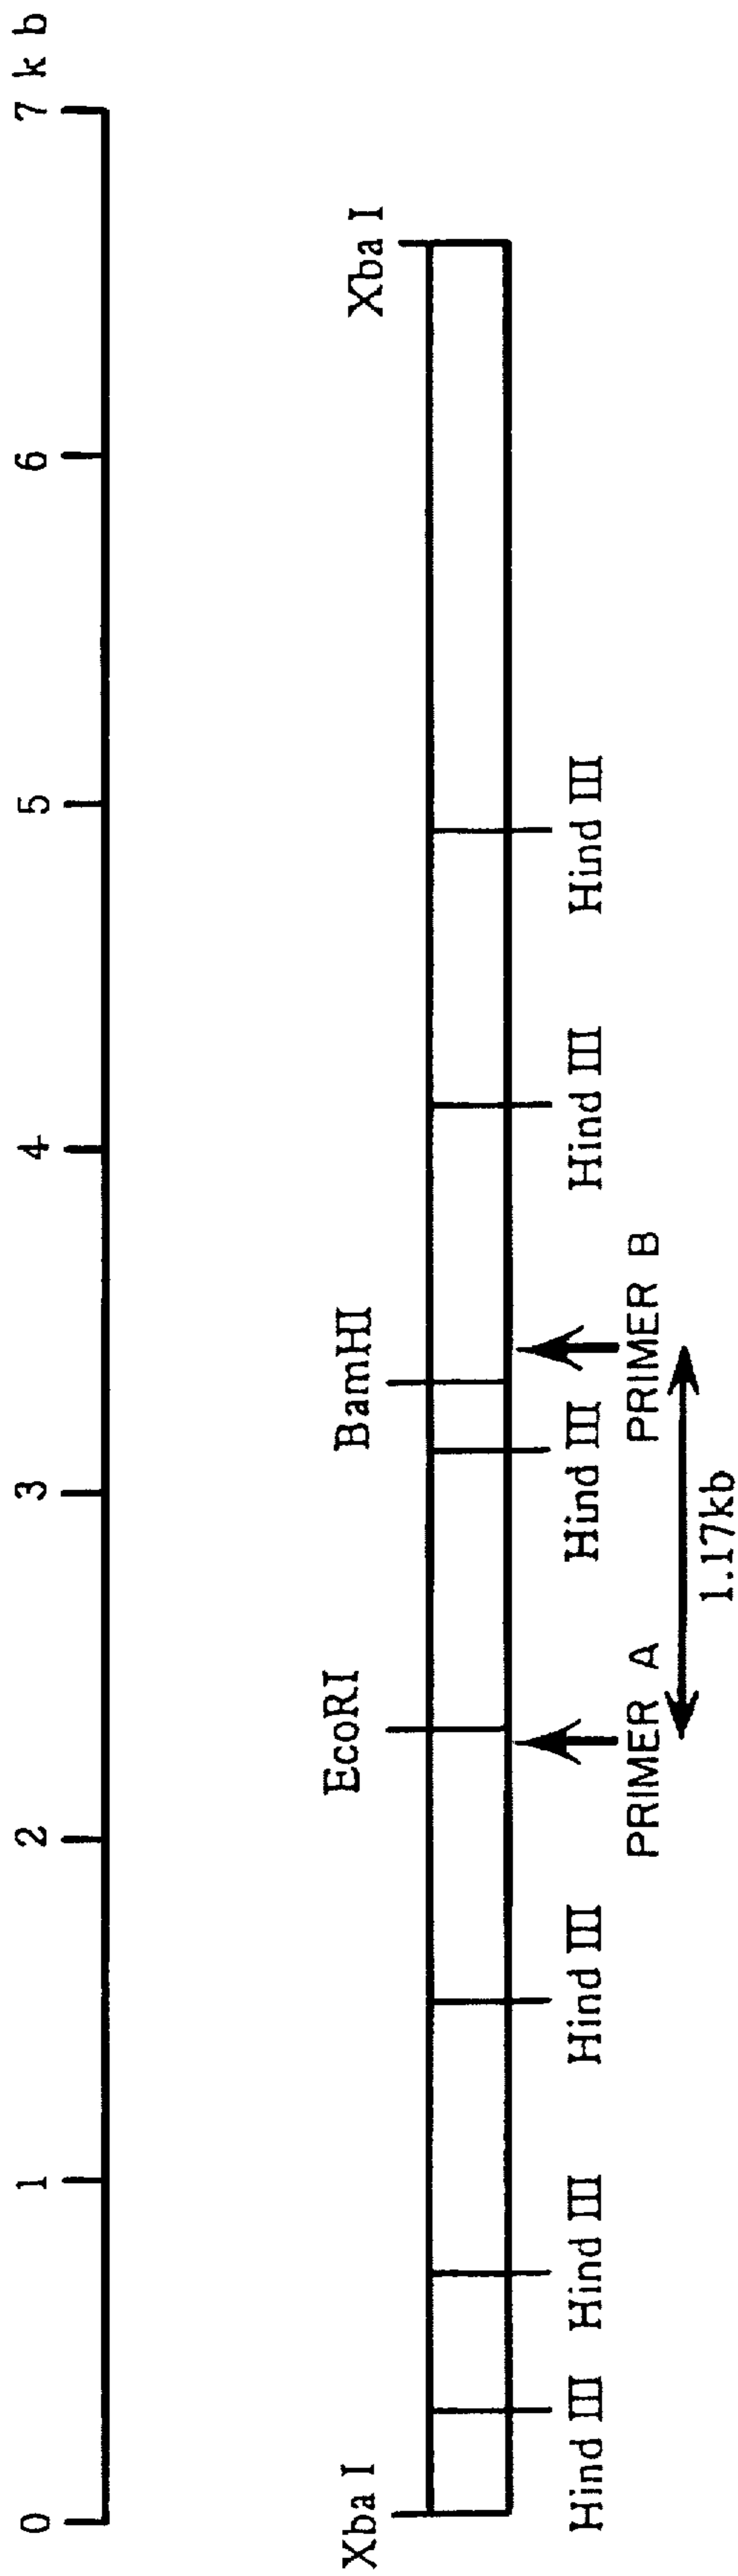 0 1 2 3 4 5 6 7 k b
Xba I EcoRI BamHI Xba I
Hind III Hind III Hind III Hind III Hind III Hind III
PRIMER A PRIMER B
1.17kb